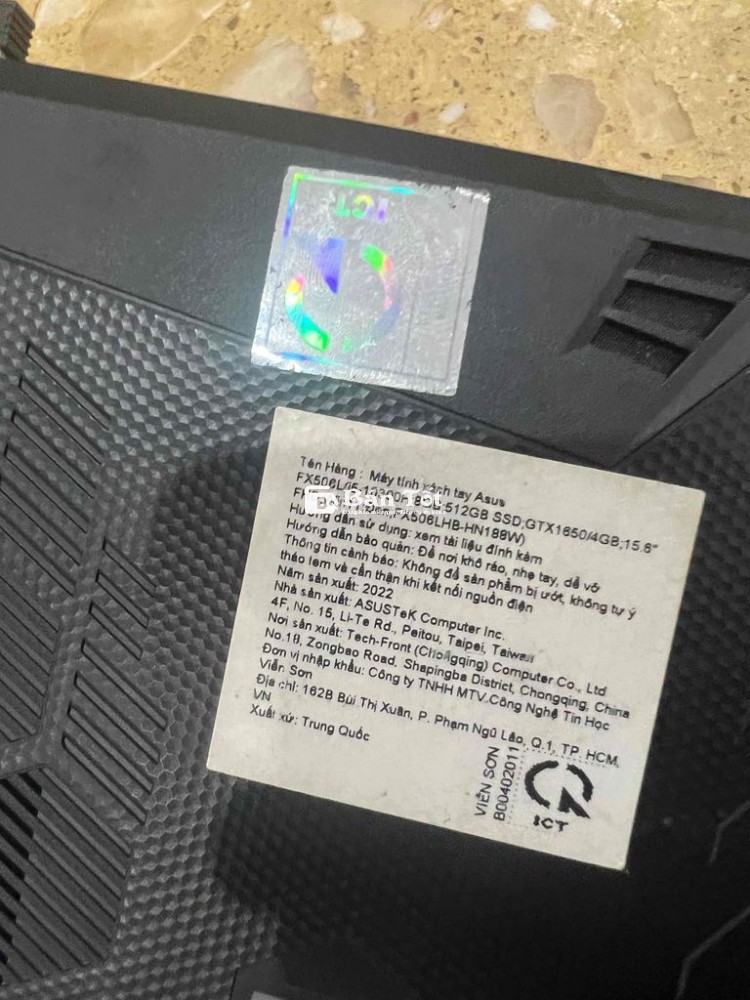 ICT
Tên Hàng : Máy tính xách tay Asus
512GB SSD;GTX1650/4GB;15.6"
FX506LHB-HN188W)
Hướng dẫn sử dụng: xem tài liệu đính kèm
Hướng dẫn bảo quản: Để nơi khô ráo, nhẹ tay, dễ vỡ
Thông tin cảnh báo: Không để sản phẩm bị ướt, không tự ý
tháo lem và cẩn thận khi kết nối nguồn điện
Năm sản xuất: 2022
Nhà sản xuất: ASUSTeK Computer Inc.
4F, No. 15, Li-Te Rd., Peitou, Taipei, Taiwan
Nơi sản xuất: Tech-Front (Chongqing) Computer Co., Ltd
No.18, Zongbao Road, Shapingba District, Chongqing, China
Đơn vị nhập khẩu: Công ty TNHH MTV Công Nghệ Tin Học
Viễn Sơn
Địa chỉ: 162B Bùi Thị Xuân, P. Phạm Ngũ Lão, Q.1, TP. HCM,
VN
Xuất xứ: Trung Quốc
VIỄN SƠN
B00402011
ICT
Bán Tốt